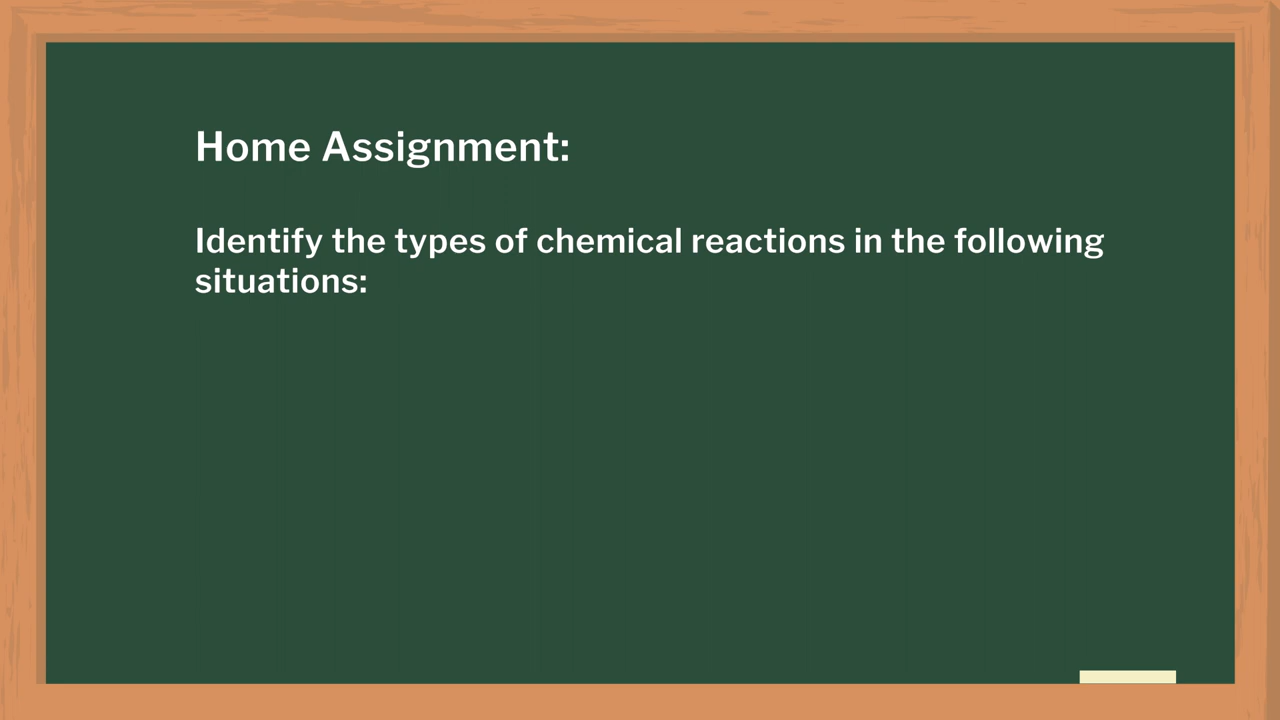 Home Assignment:
Identify the types of chemical reactions in the following
situations: